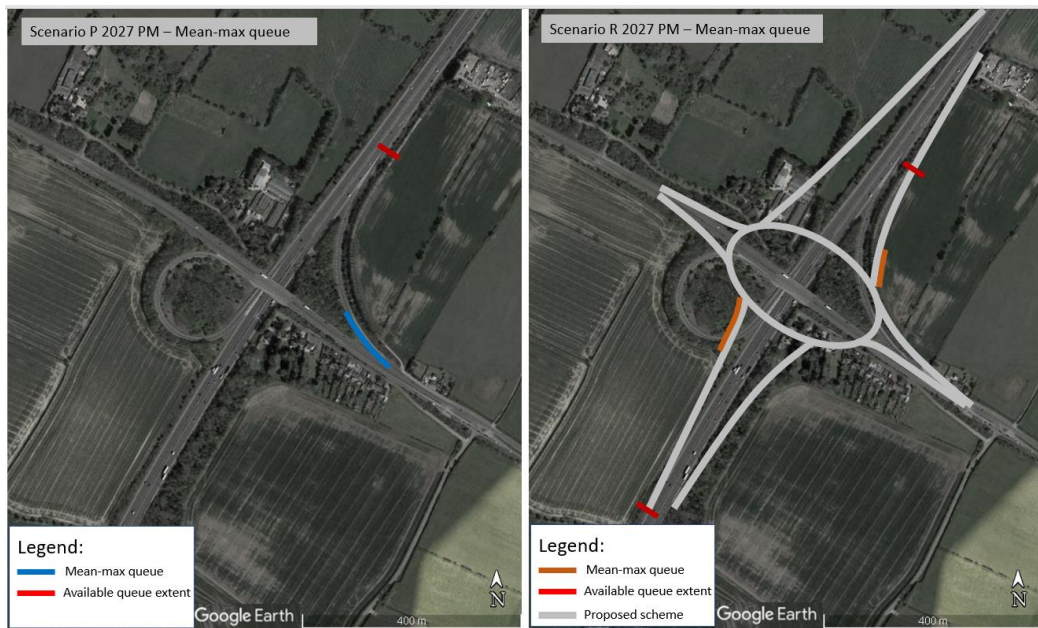 Scenario P 2027 PM – Mean-max queue
Legend:
Mean-max queue
Available queue extent
N
Google Earth
400 m
Scenario R 2027 PM – Mean-max queue
Legend:
Mean-max queue
Available queue extent
Proposed scheme
N
Google Earth
400 m